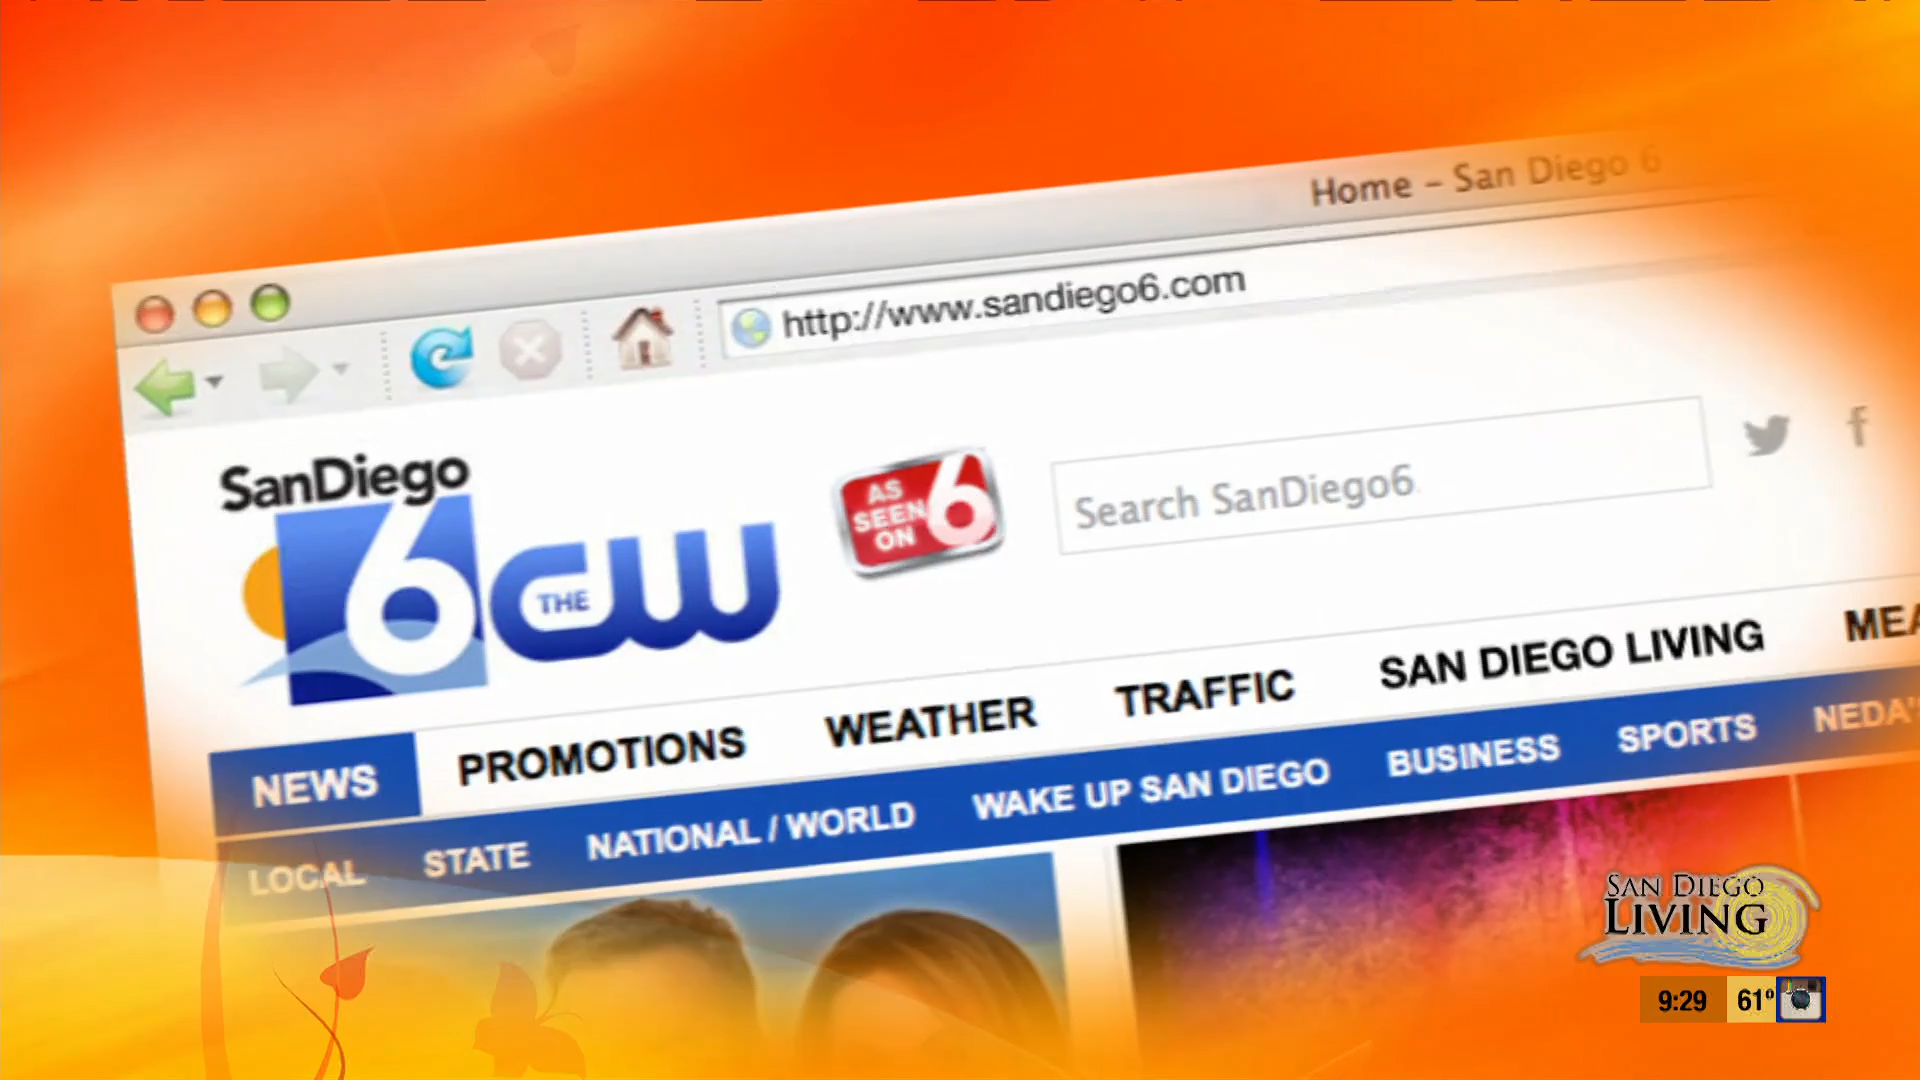 Home – San Diego 6
http://www.sandiego6.com
SanDiego
6 THE CW
AS SEEN ON 6
Search SanDiego6
f
NEWS PROMOTIONS WEATHER TRAFFIC SAN DIEGO LIVING
LOCAL STATE NATIONAL / WORLD WAKE UP SAN DIEGO BUSINESS SPORTS NEDA'
SAN DIEGO
LIVING
9:29 61°